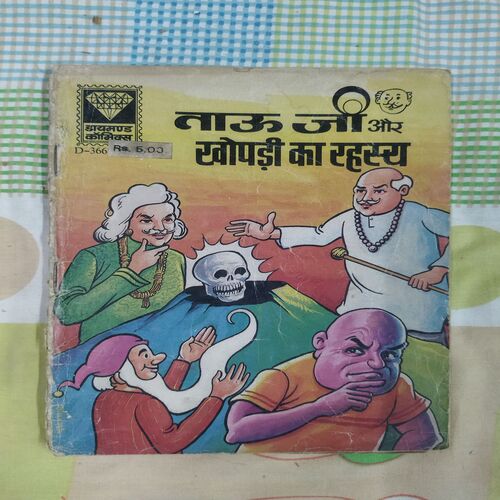 डायमण्ड
कॉमिक्स
D-366 Rs. 5.00
ताऊ जी और
खोपड़ी का रहस्य